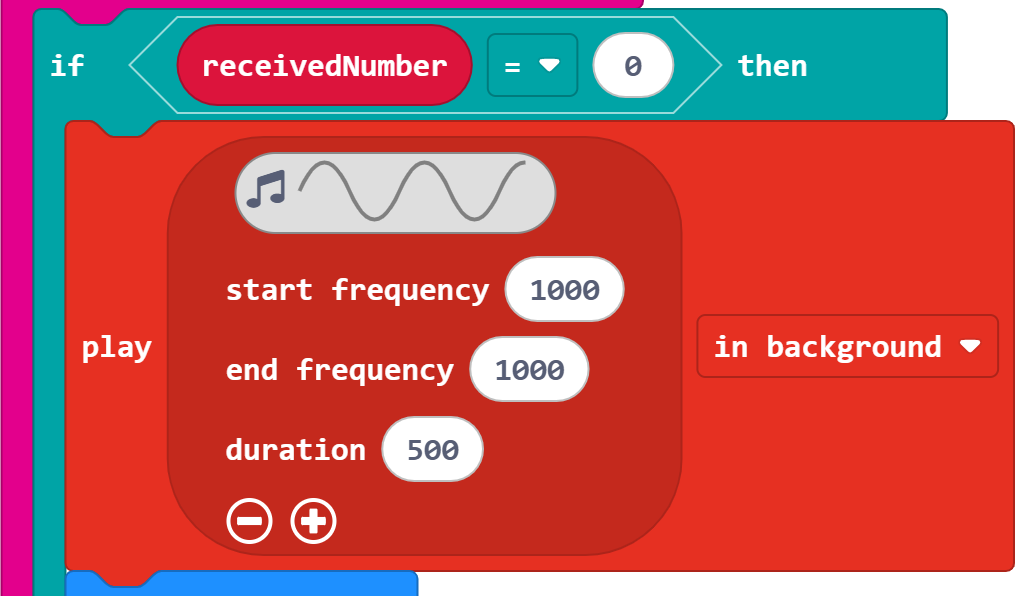 if receivedNumber = 0 then
start frequency 1000
play in background
end frequency 1000
duration 500